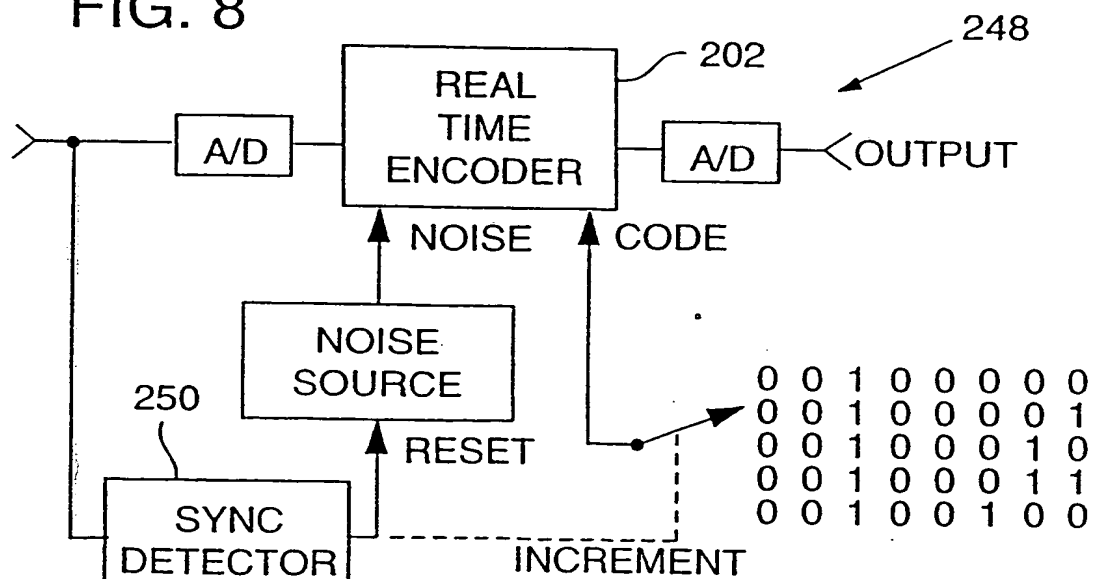 FIG. 8
248
202
REAL
TIME
ENCODER
A/D
A/D
OUTPUT
NOISE
CODE
NOISE
SOURCE
250
RESET
SYNC
DETECTOR
INCREMENT
0 0 1 0 0 0 0 0
0 0 1 0 0 0 0 1
0 0 1 0 0 0 1 0
0 0 1 0 0 0 1 1
0 0 1 0 0 1 0 0